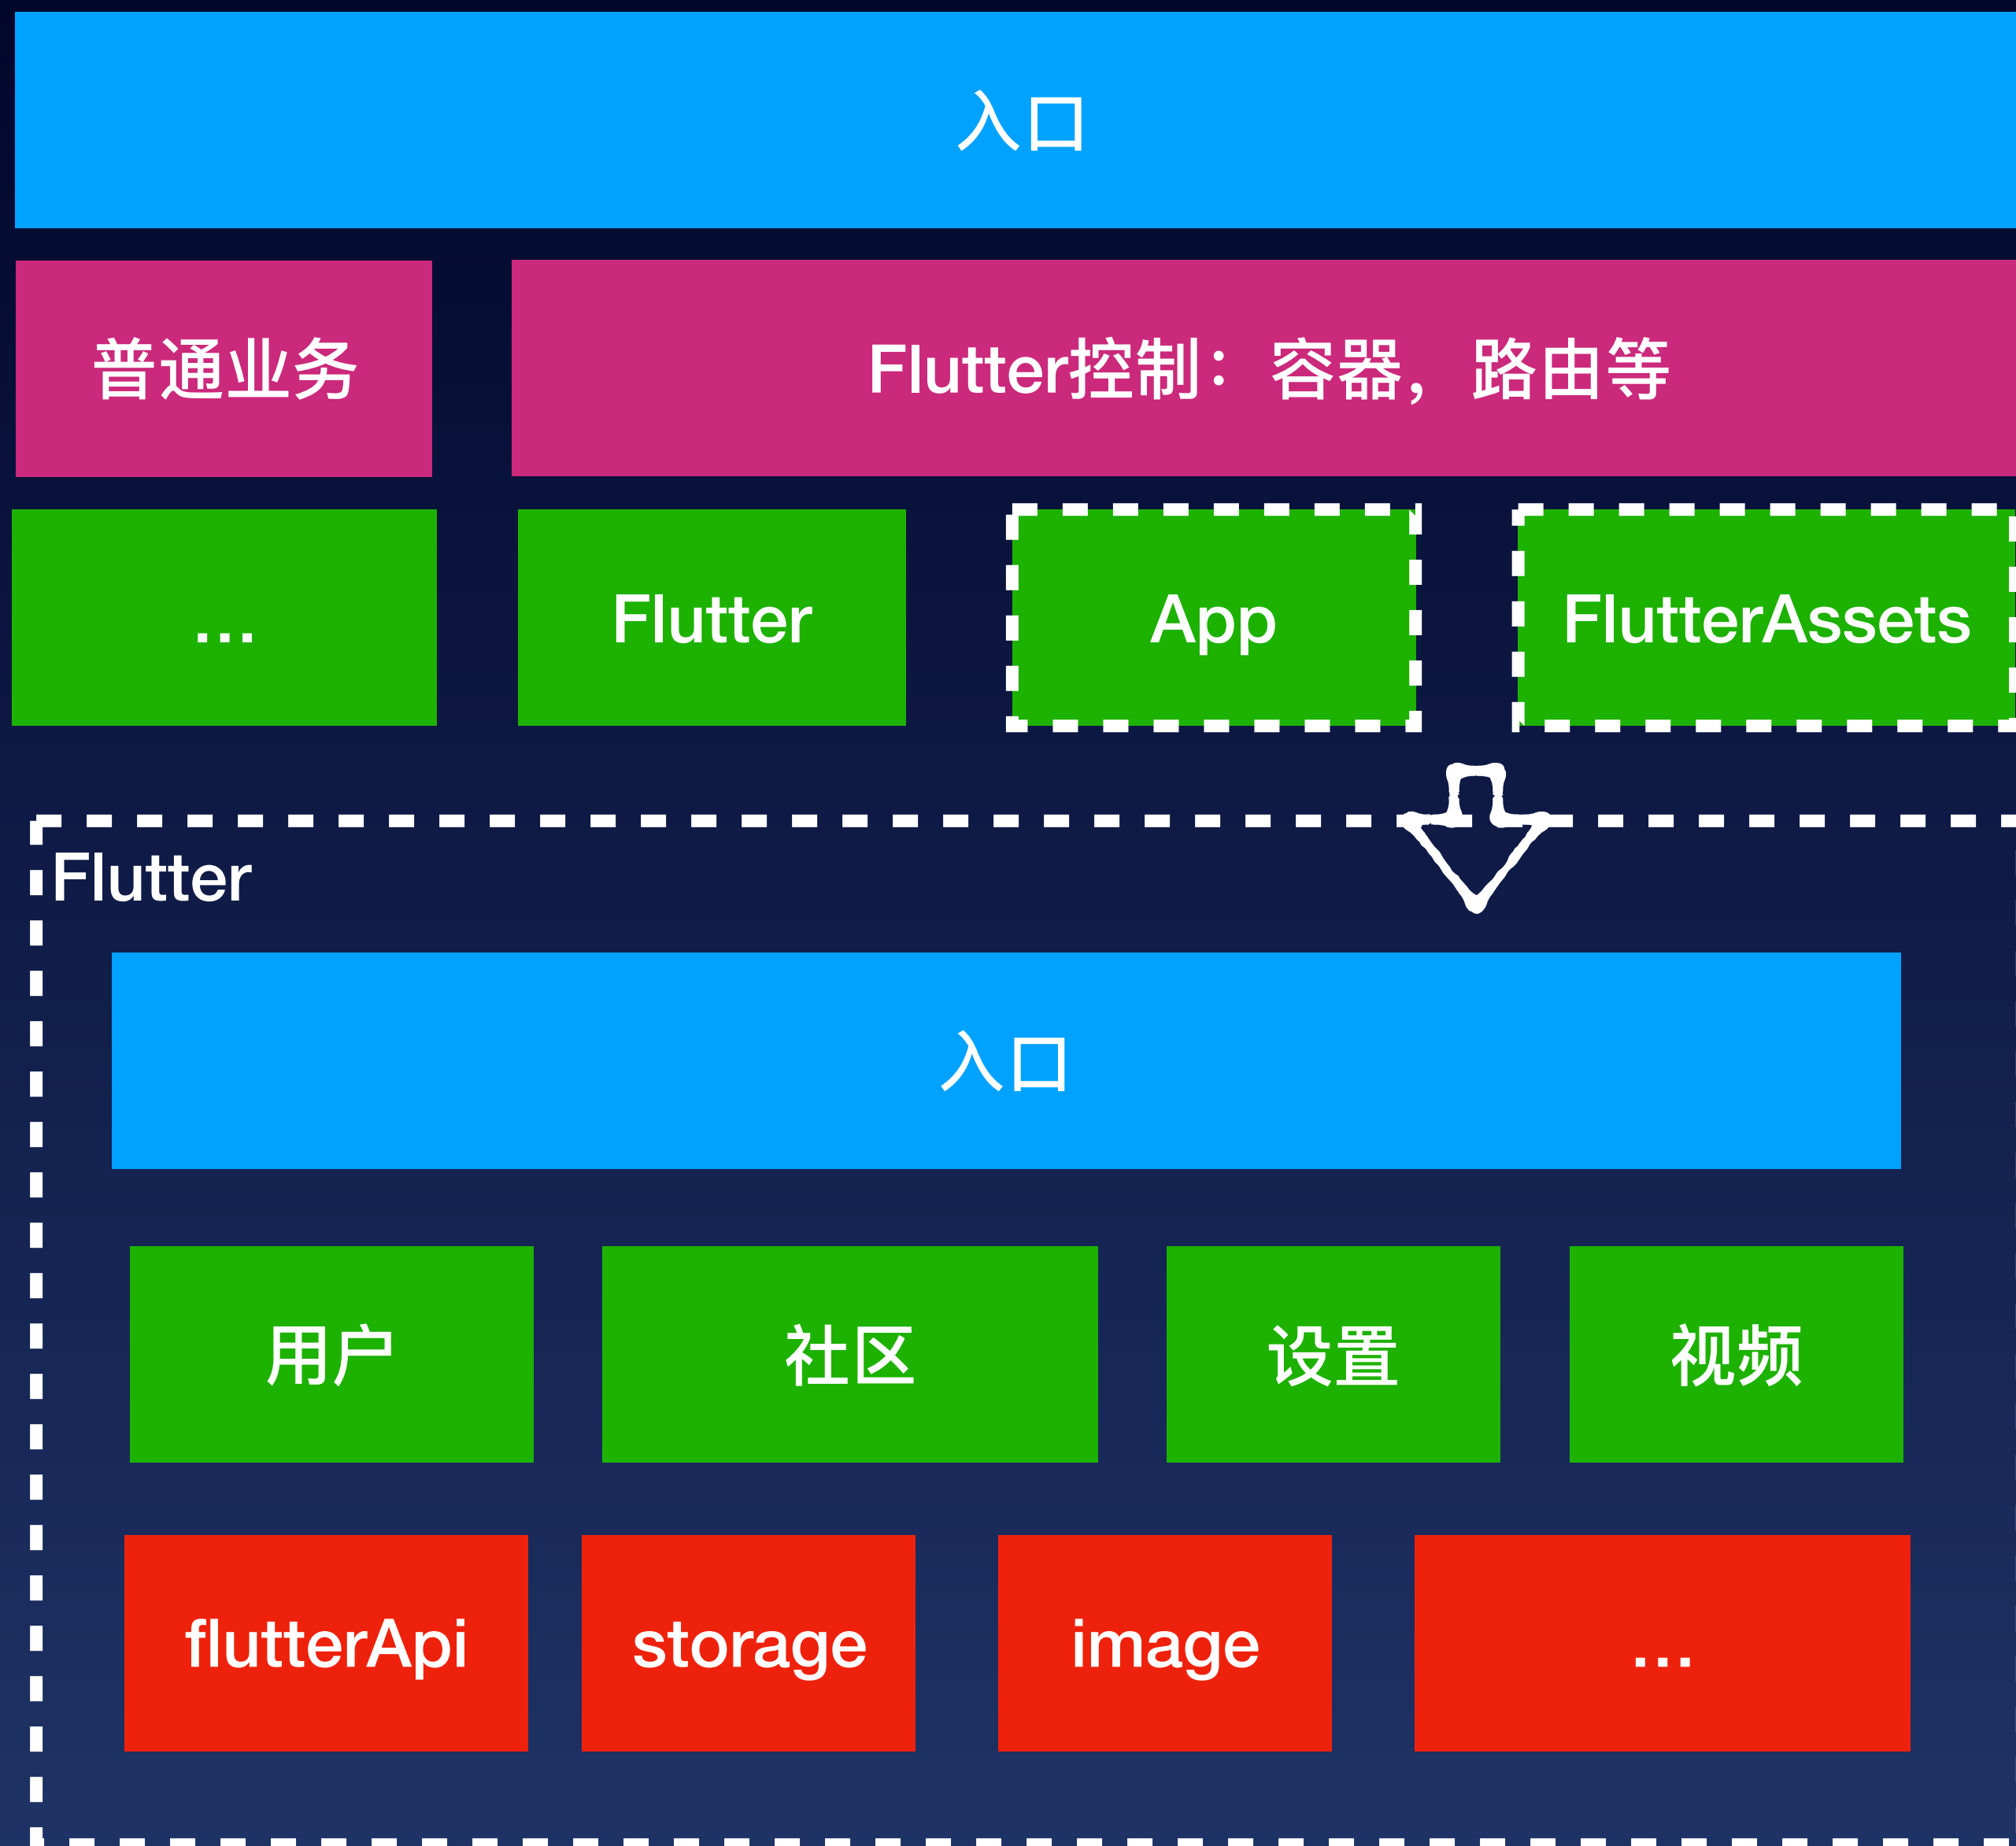 入口
普通业务
Flutter控制：容器，路由等
...
Flutter
App
FlutterAssets
Flutter
入口
用户
社区
设置
视频
flutterApi
storage
image
...